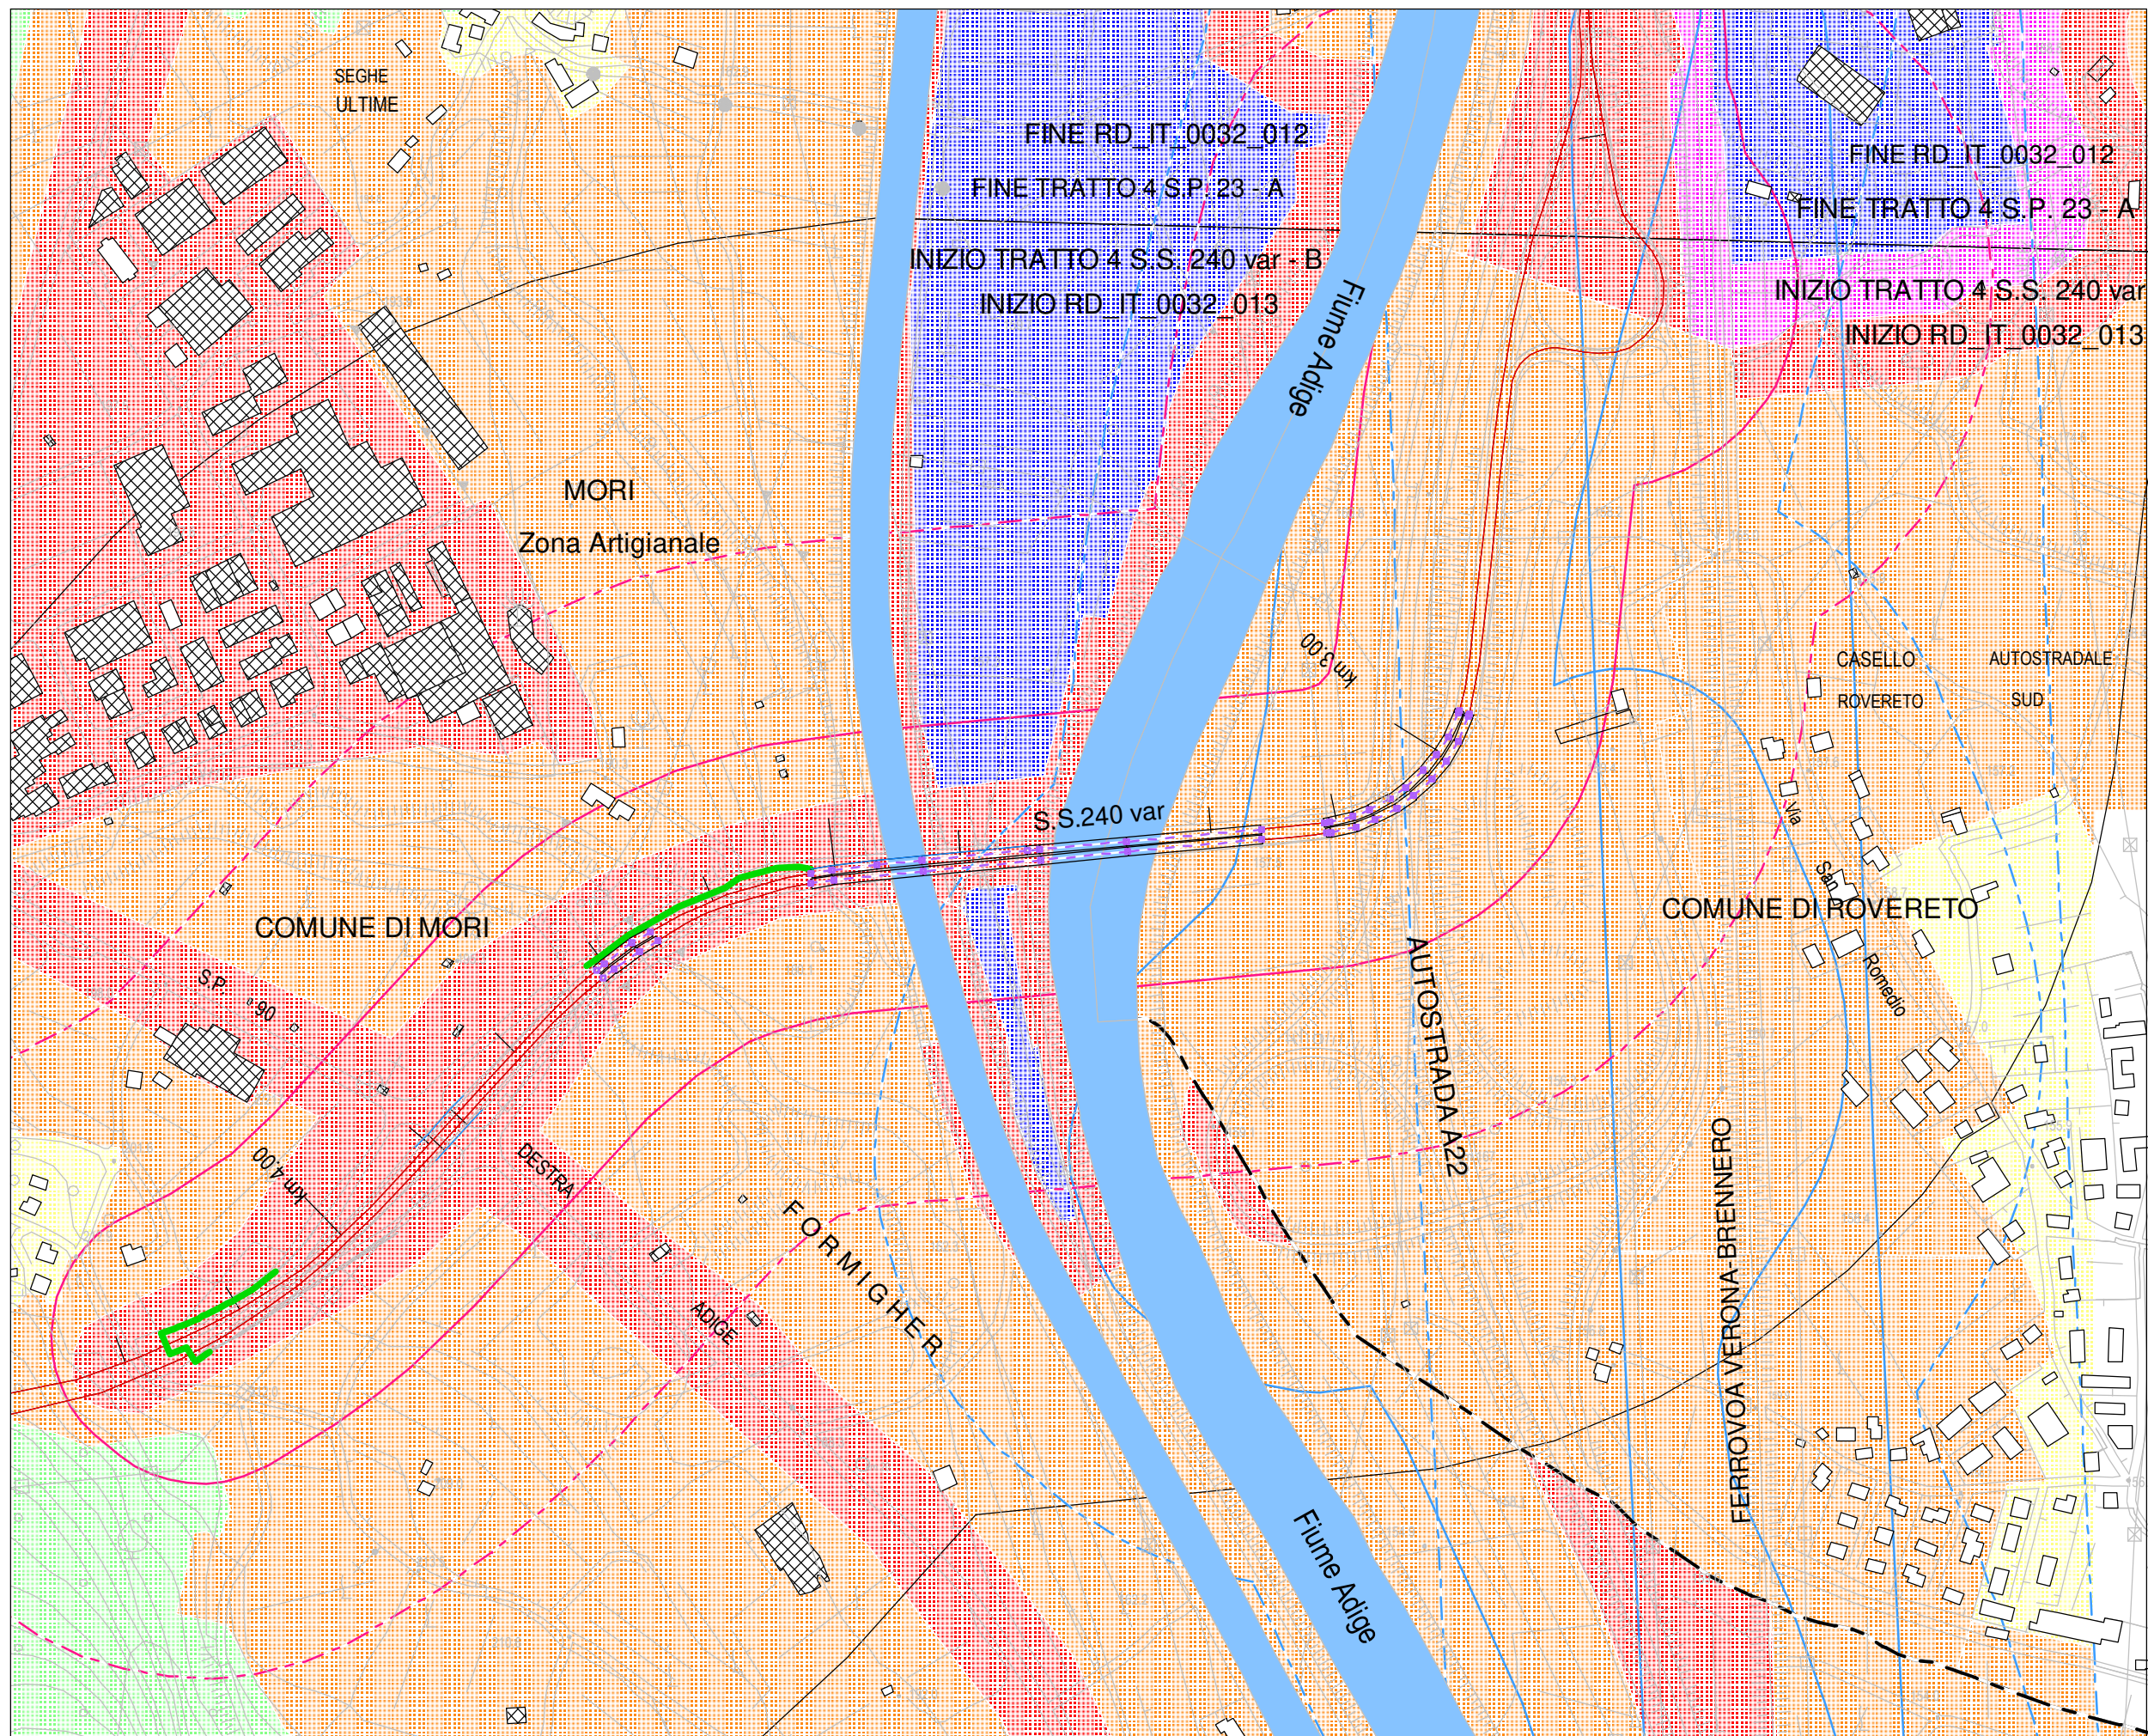 SEGHE
ULTIME
FINE RD_IT_0032_012
FINE TRATTO 4 S.P. 23 - A
INIZIO TRATTO 4 S.S. 240 var - B
INIZIO RD_IT_0032_013
FINE RD_IT_0032_012
FINE TRATTO 4 S.P. 23 - A
INIZIO TRATTO 4 S.S. 240 var
INIZIO RD_IT_0032_013
Fiume Adige
MORI
Zona Artigianale
km 3.00
CASELLO AUTOSTRADALE
ROVERETO SUD
S.S.240 var
Via
San
Romedio
COMUNE DI MORI
COMUNE DI ROVERETO
S.P. 90
AUTOSTRADA A22
km 4.00
DESTRA
ADIGE
FORMIGHER
FERROVOA VERONA-BRENNERO
Fiume Adige